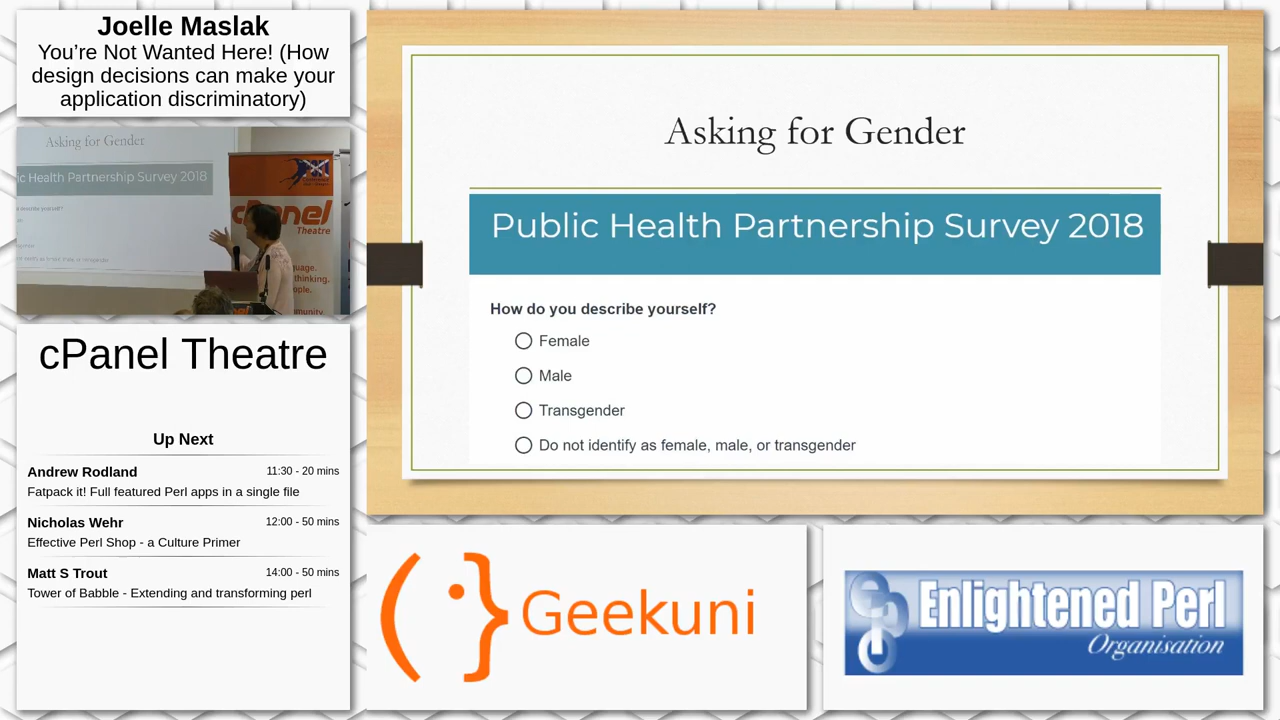 Joelle Maslak
You’re Not Wanted Here! (How
design decisions can make your
application discriminatory)
Asking for Gender
ic Health Partnership Survey 2018
cPanel
Theatre
uage.
thinking.
ople.
mmunity.
cPanel Theatre
Up Next
Andrew Rodland 11:30 - 20 mins
Fatpack it! Full featured Perl apps in a single file
Nicholas Wehr 12:00 - 50 mins
Effective Perl Shop - a Culture Primer
Matt S Trout 14:00 - 50 mins
Tower of Babble - Extending and transforming perl
Asking for Gender
Public Health Partnership Survey 2018
How do you describe yourself?
Female
Male
Transgender
Do not identify as female, male, or transgender
Geekuni
Enlightened Perl
Organisation